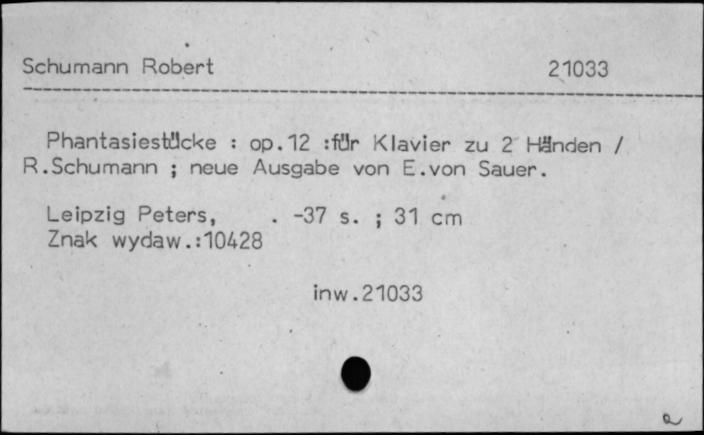 Schumann Robert 21033
Phantasiestücke : op.12 :für Klavier zu 2 Händen /
R.Schumann ; neue Ausgabe von E.von Sauer.
Leipzig Peters, . -37 s. ; 31 cm
Znak wydaw.:10428
inw.21033